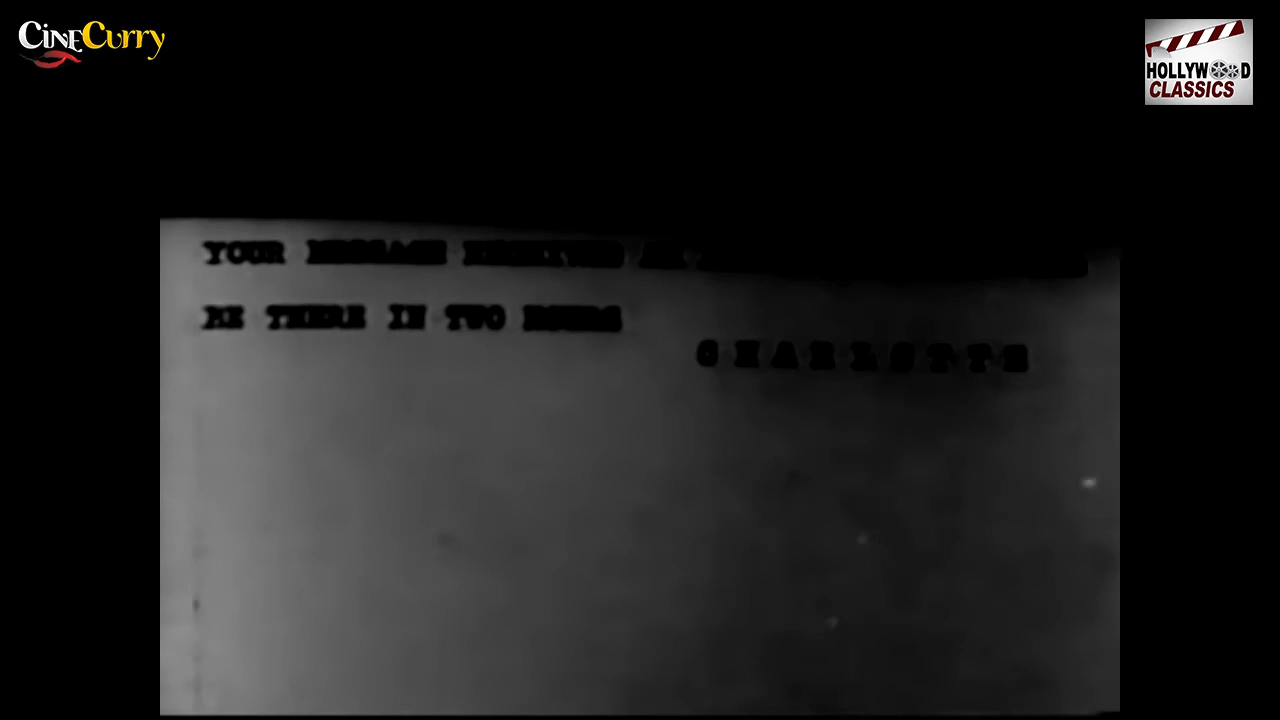 CINECURRY
HOLLYWOOD
CLASSICS
YOUR MESSAGE RECEIVED
BE THERE IN TWO HOURS
CHARLOTTE